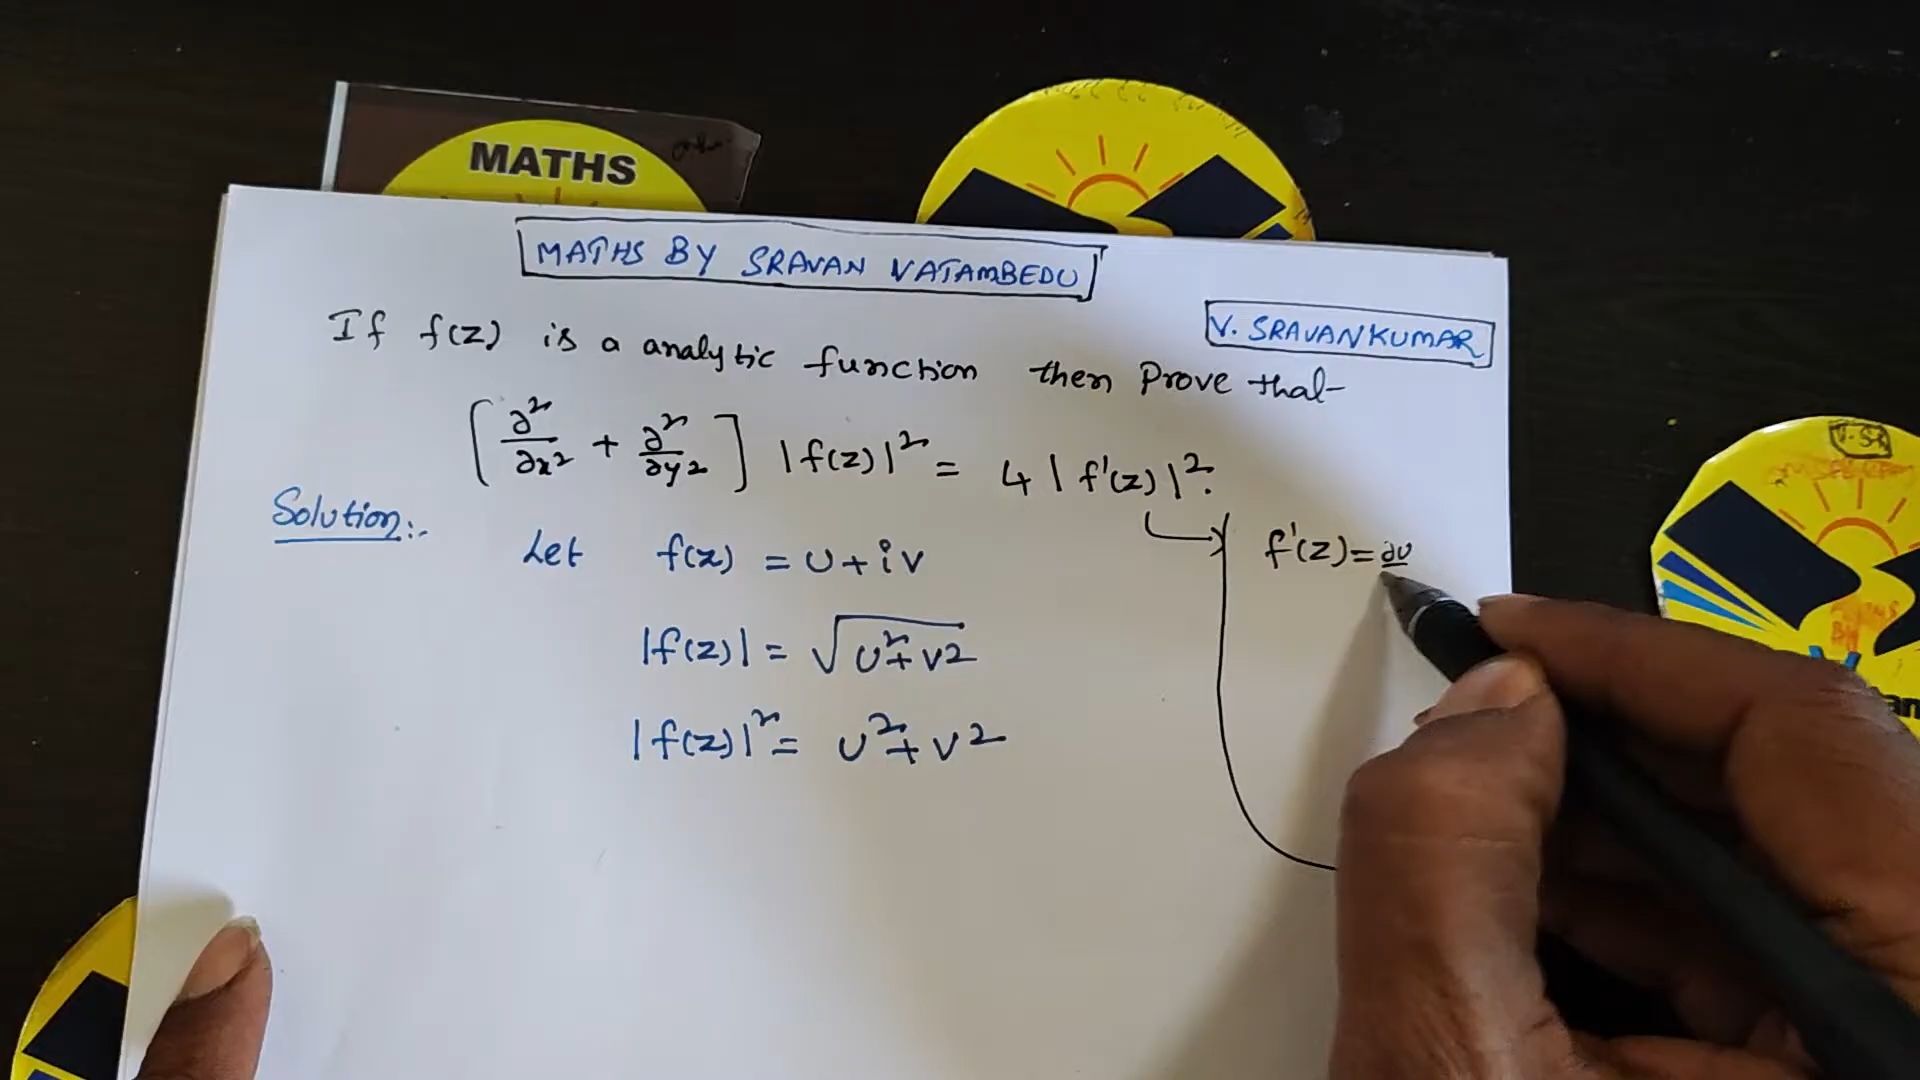 MATHS
MATHS BY SRAVAN VATAMBEDU
V. SRAVANKUMAR
If f(z) is a analytic function then Prove that
[∂²/∂x² + ∂²/∂y²] |f(z)|² = 4 |f'(z)|².
Solution:-
Let f(z) = u + iv
f'(z) = ∂u
|f(z)| = √(u² + v²)
|f(z)|² = u² + v²